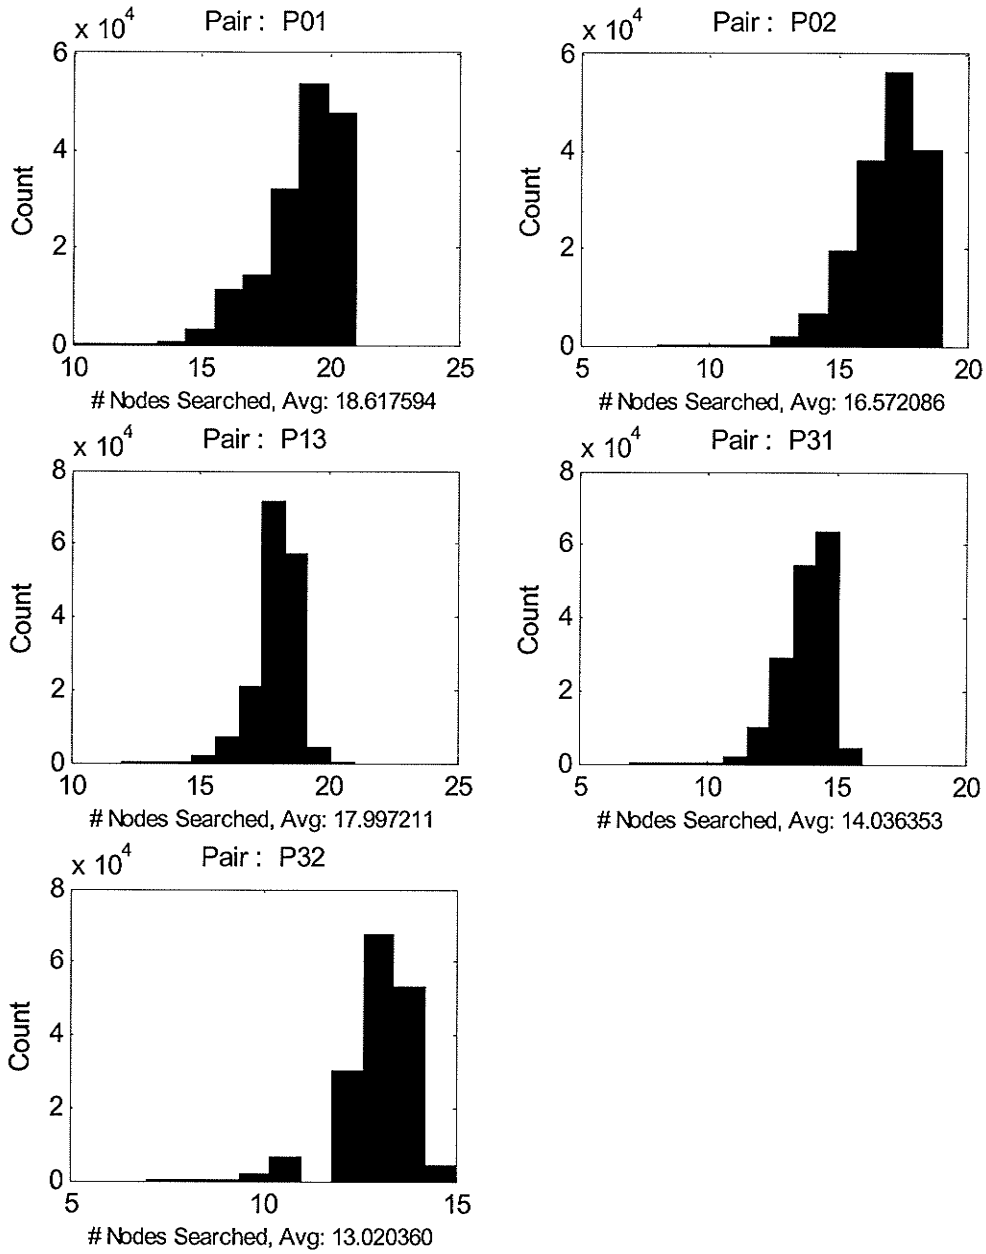 Pair : P01
x 10^4
6
4
2
0
Count
10 15 20 25
# Nodes Searched, Avg: 18.617594
Pair : P02
x 10^4
6
4
2
0
Count
5 10 15 20
# Nodes Searched, Avg: 16.572086
Pair : P13
x 10^4
8
6
4
2
0
Count
10 15 20 25
# Nodes Searched, Avg: 17.997211
Pair : P31
x 10^4
8
6
4
2
0
Count
5 10 15 20
# Nodes Searched, Avg: 14.036353
Pair : P32
x 10^4
8
6
4
2
0
Count
5 10 15
# Nodes Searched, Avg: 13.020360